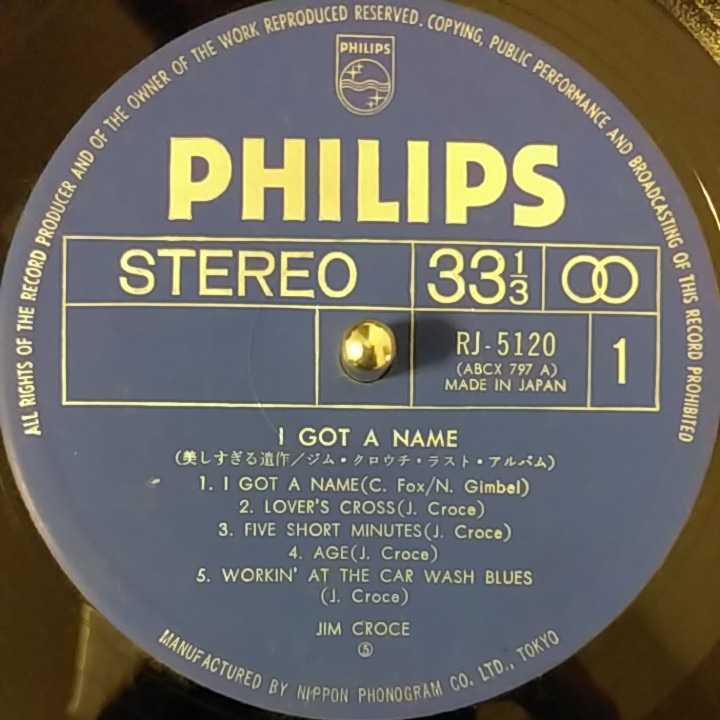 ALL RIGHTS OF THE RECORD PRODUCER AND OF THE OWNER OF THE WORK REPRODUCED RESERVED. COPYING, PUBLIC PERFORMANCE AND BROADCASTING OF THIS RECORD PROHIBITED
PHILIPS
PHILIPS
STEREO 33 1/3
RJ-5120 1
(ABCX 797 A)
MADE IN JAPAN
I GOT A NAME
(美しすぎる遺作/ジム・クロウチ・ラスト・アルバム)
1. I GOT A NAME(C. Fox/N. Gimbel)
2. LOVER'S CROSS(J. Croce)
3. FIVE SHORT MINUTES(J. Croce)
4. AGE(J. Croce)
5. WORKIN' AT THE CAR WASH BLUES
(J. Croce)
JIM CROCE
Ⓢ
MANUFACTURED BY NIPPON PHONOGRAM CO. LTD., TOKYO